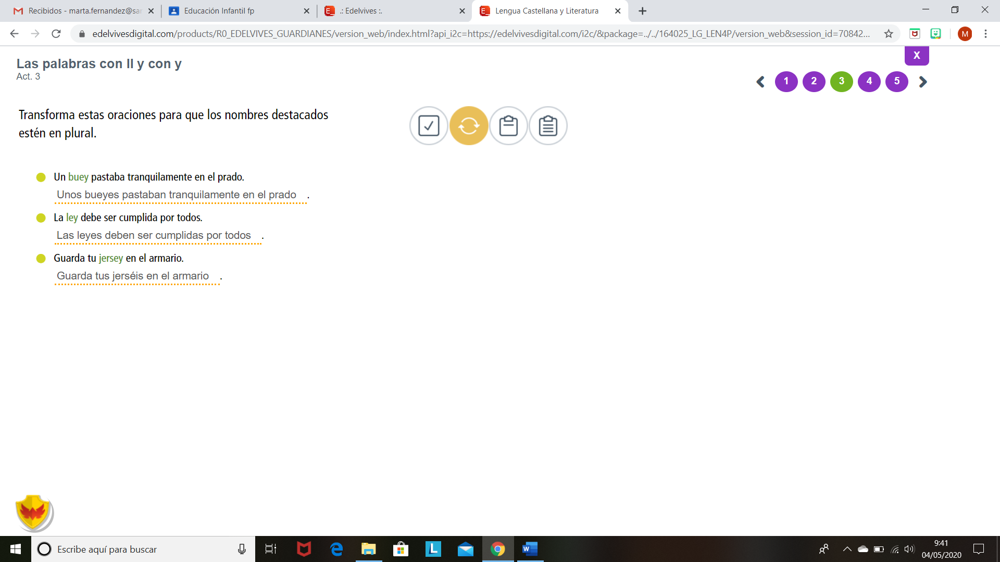 Recibidos - marta.fernandez@sar
Educación Infantil fp
.: Edelvives :.
Lengua Castellana y Literatura
edelvivesdigital.com/products/R0_EDELVIVES_GUARDIANES/version_web/index.html?api_i2c=https://edelvivesdigital.com/i2c/&package=../../164025_LG_LEN4P/version_web&session_id=70842...
M
X
Las palabras con ll y con y
Act. 3
1 2 3 4 5
Transforma estas oraciones para que los nombres destacados
estén en plural.
Un buey pastaba tranquilamente en el prado.
Unos bueyes pastaban tranquilamente en el prado .
La ley debe ser cumplida por todos.
Las leyes deben ser cumplidas por todos .
Guarda tu jersey en el armario.
Guarda tus jerséis en el armario .
Escribe aquí para buscar
9:41
04/05/2020